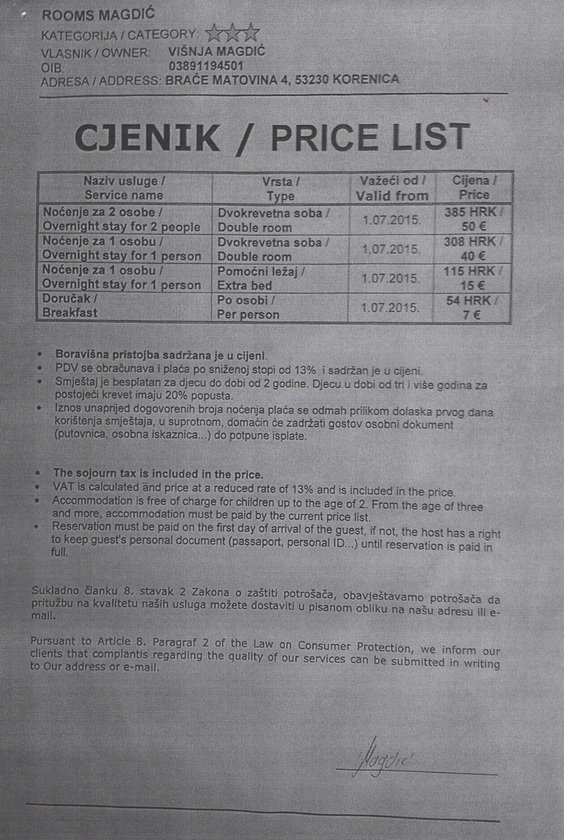 ROOMS MAGDIĆ
KATEGORIJA / CATEGORY:
VLASNIK / OWNER: VIŠNJA MAGDIĆ
OIB: 03891194501
ADRESA / ADDRESS: BRAĆE MATOVINA 4, 53230 KORENICA
CJENIK / PRICE LIST
Naziv usluge / Vrsta / Važeći od / Cijena /
Service name Type Valid from Price
Noćenje za 2 osobe / Dvokrevetna soba / 1.07.2015. 385 HRK /
Overnight stay for 2 people Double room 50 €
Noćenje za 1 osobu / Dvokrevetna soba / 1.07.2015. 308 HRK /
Overnight stay for 1 person Double room 40 €
Noćenje za 1 osobu / Pomoćni ležaj / 1.07.2015. 115 HRK /
Overnight stay for 1 person Extra bed 15 €
Doručak / Po osobi / 1.07.2015. 54 HRK /
Breakfast Per person 7 €
• Boravišna pristojba sadržana je u cijeni.
• PDV se obračunava i plaća po sniženoj stopi od 13% i sadržan je u cijeni.
• Smještaj je besplatan za djecu do dobi od 2 godine. Djecu u dobi od tri i više godina za
postojeći krevet imaju 20% popusta.
• Iznos unaprijed dogovorenih broja noćenja plaća se odmah prilikom dolaska prvog dana
korištenja smještaja, u suprotnom, domaćin će zadržati gostov osobni dokument
(putovnica, osobna iskaznica...) do potpune isplate.
• The sojourn tax is included in the price.
• VAT is calculated and price at a reduced rate of 13% and is included in the price.
• Accommodation is free of charge for children up to the age of 2. From the age of three
and more, accommodation must be paid by the current price list.
• Reservation must be paid on the first day of arrival of the guest, if not, the host has a right
to keep guest's personal document (passaport, personal ID...) until reservation is paid in
full.
Sukladno članku 8. stavak 2 Zakona o zaštiti potrošača, obavještavamo potrošača da
pritužbu na kvalitetu naših usluga možete dostaviti u pisanom obliku na našu adresu ili e-
mail.
Pursuant to Article 8. Paragraf 2 of the Law on Consumer Protection, we inform our
clients that complantis regarding the quality of our services can be submitted in writing
to Our address or e-mail.
Magdić